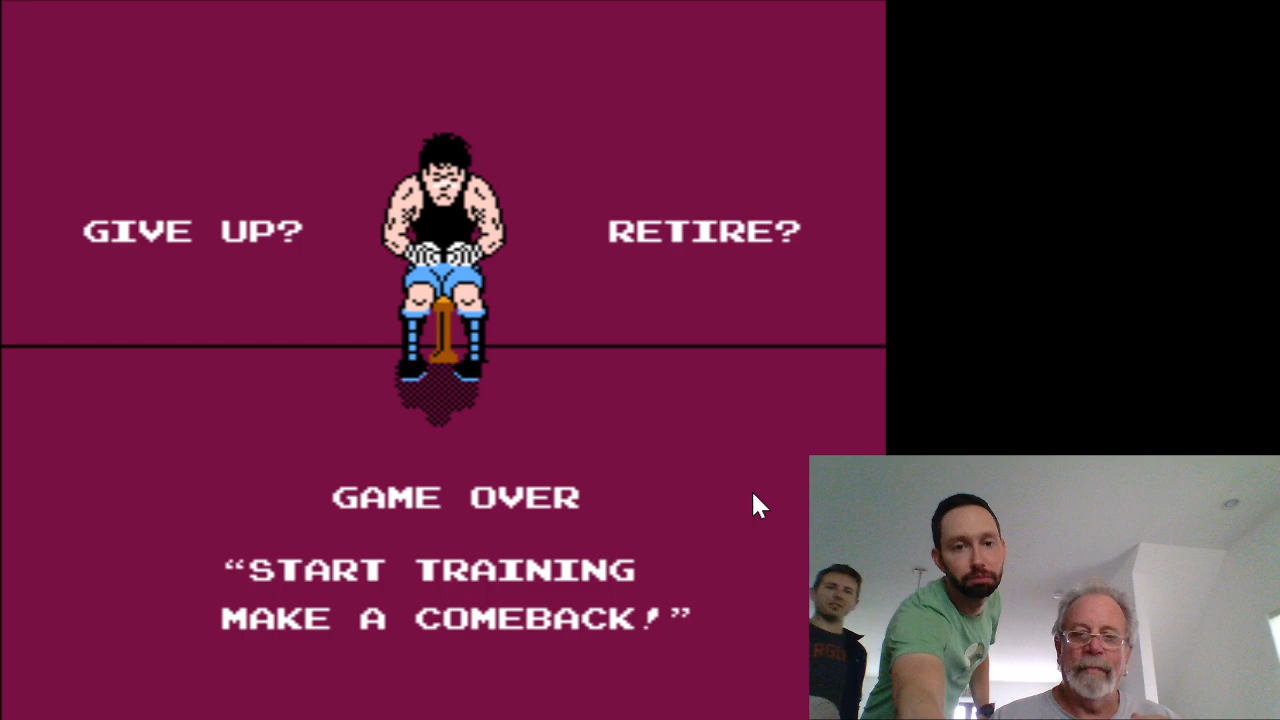 GIVE UP?
RETIRE?
GAME OVER
“START TRAINING
MAKE A COMEBACK!”